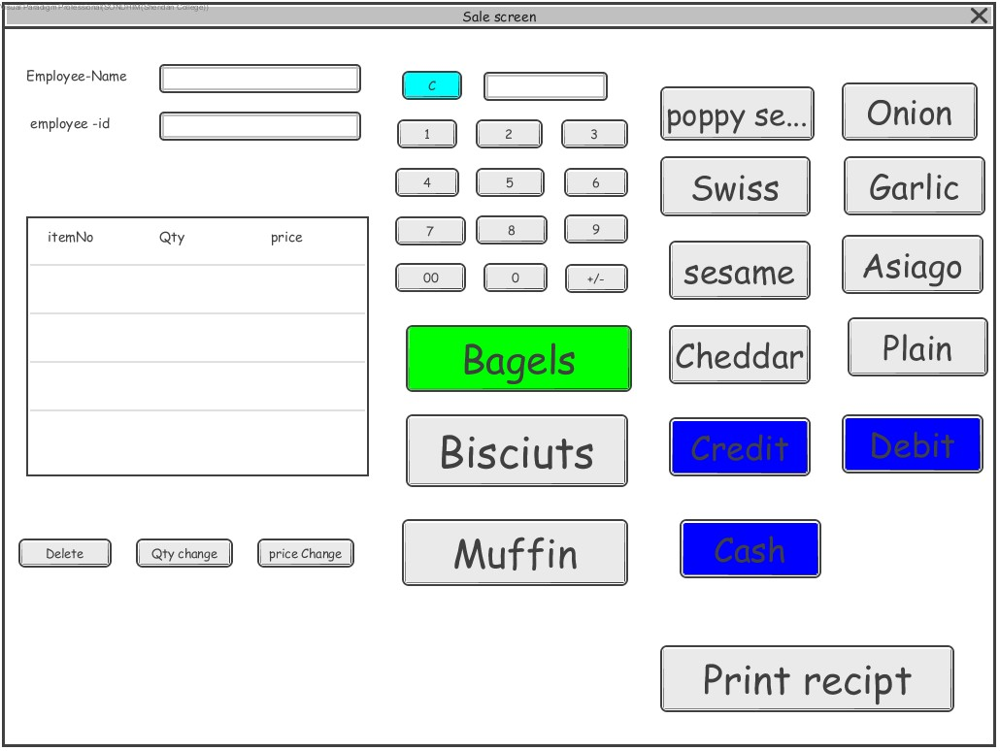 Visual Paradigm Professional(SONDHIM(Sheridan College))
Sale screen
Employee-Name
employee -id
itemNo Qty price
Delete Qty change price Change
C
1 2 3
4 5 6
7 8 9
00 0 +/-
Bagels
Bisciuts
Muffin
poppy se... Onion
Swiss Garlic
sesame Asiago
Cheddar Plain
Credit Debit
Cash
Print recipt